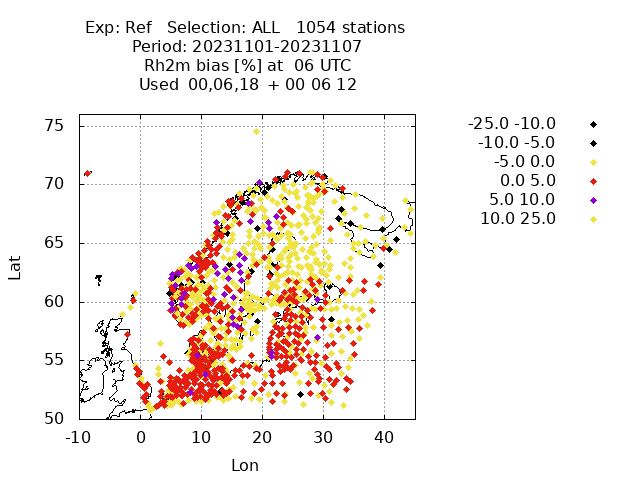 Exp: Ref   Selection: ALL   1054 stations
Period: 20231101-20231107
Rh2m bias [%] at  06 UTC
Used  00,06,18  + 00 06 12
-25.0 -10.0
-10.0 -5.0
-5.0 0.0
0.0 5.0
5.0 10.0
10.0 25.0
75
70
65
60
55
50
Lat
-10 0 10 20 30 40
Lon